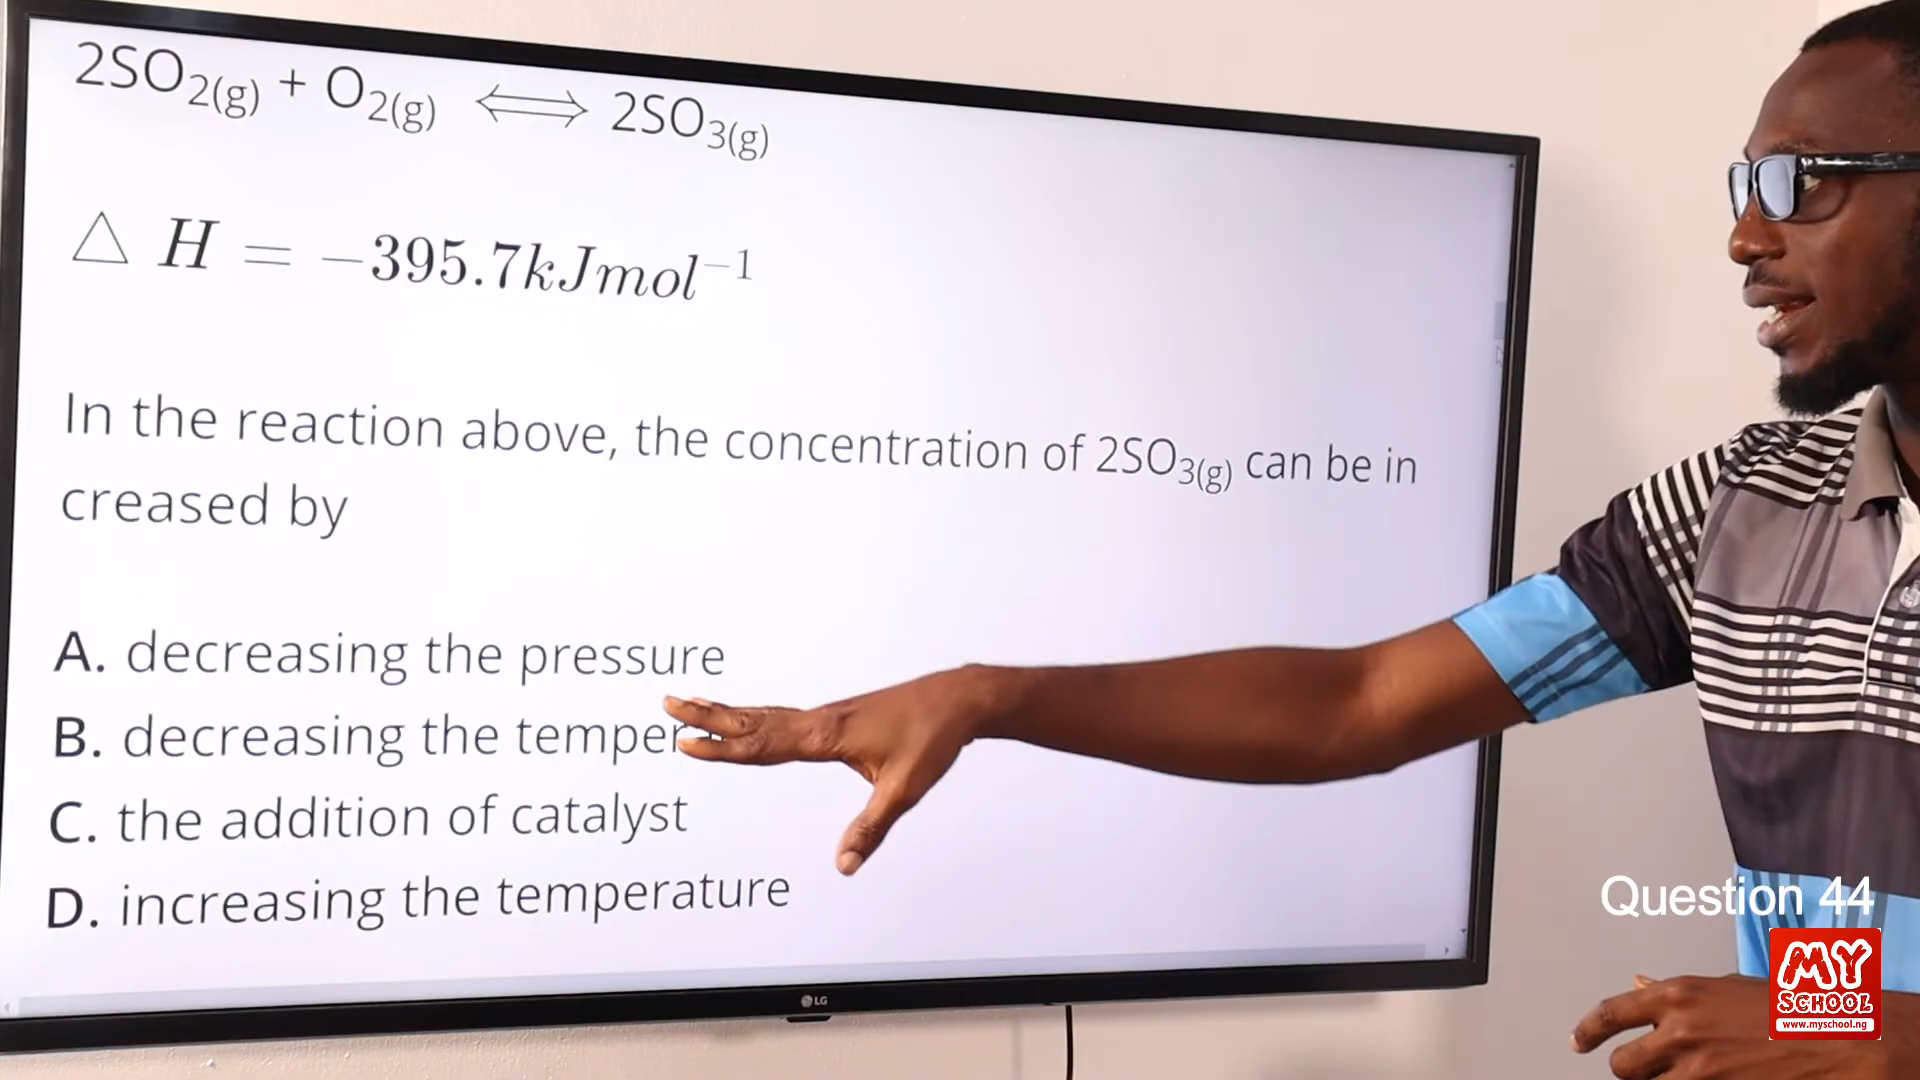 2SO₂(g) + O₂(g) ⟺ 2SO₃(g)
△ H = −395.7kJmol⁻¹
In the reaction above, the concentration of 2SO₃(g) can be in
creased by
A. decreasing the pressure
B. decreasing the temper
C. the addition of catalyst
D. increasing the temperature
Question 44
MY
SCHOOL
www.myschool.ng
LG